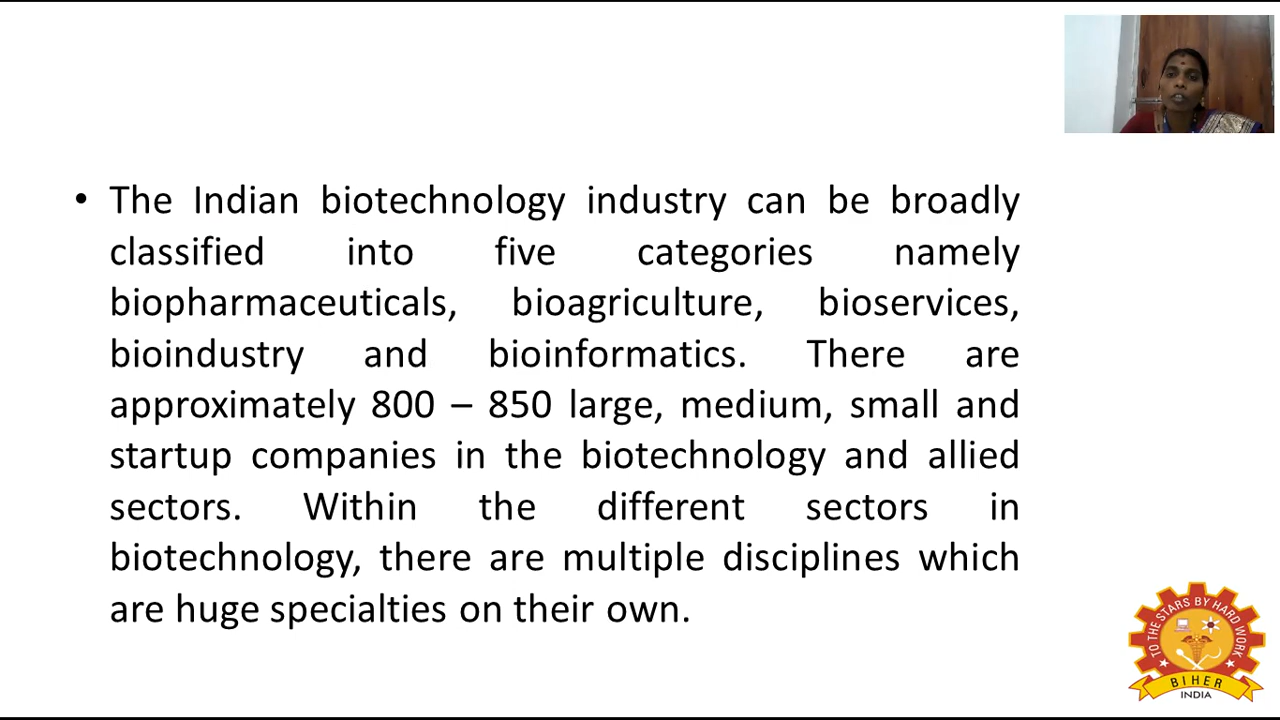 • The Indian biotechnology industry can be broadly
classified into five categories namely
biopharmaceuticals, bioagriculture, bioservices,
bioindustry and bioinformatics. There are
approximately 800 – 850 large, medium, small and
startup companies in the biotechnology and allied
sectors. Within the different sectors in
biotechnology, there are multiple disciplines which
are huge specialties on their own.
TO THE STARS BY HARD WORK
BIHER
INDIA